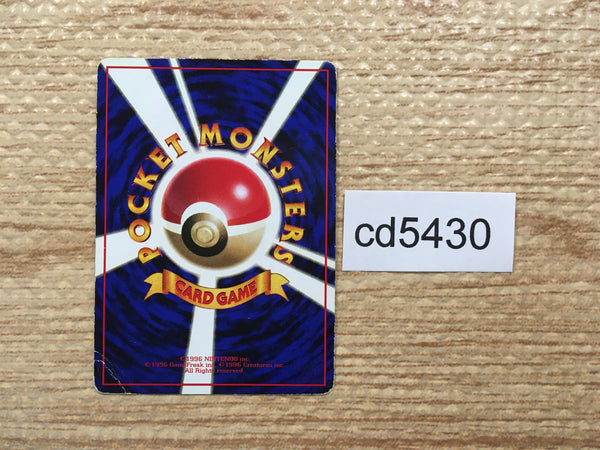 POCKET MONSTERS
CARD GAME
©1996 NINTENDO inc.
©1996 GameFreak inc. ©1996 Creatures inc.
All Rights reserved
cd5430